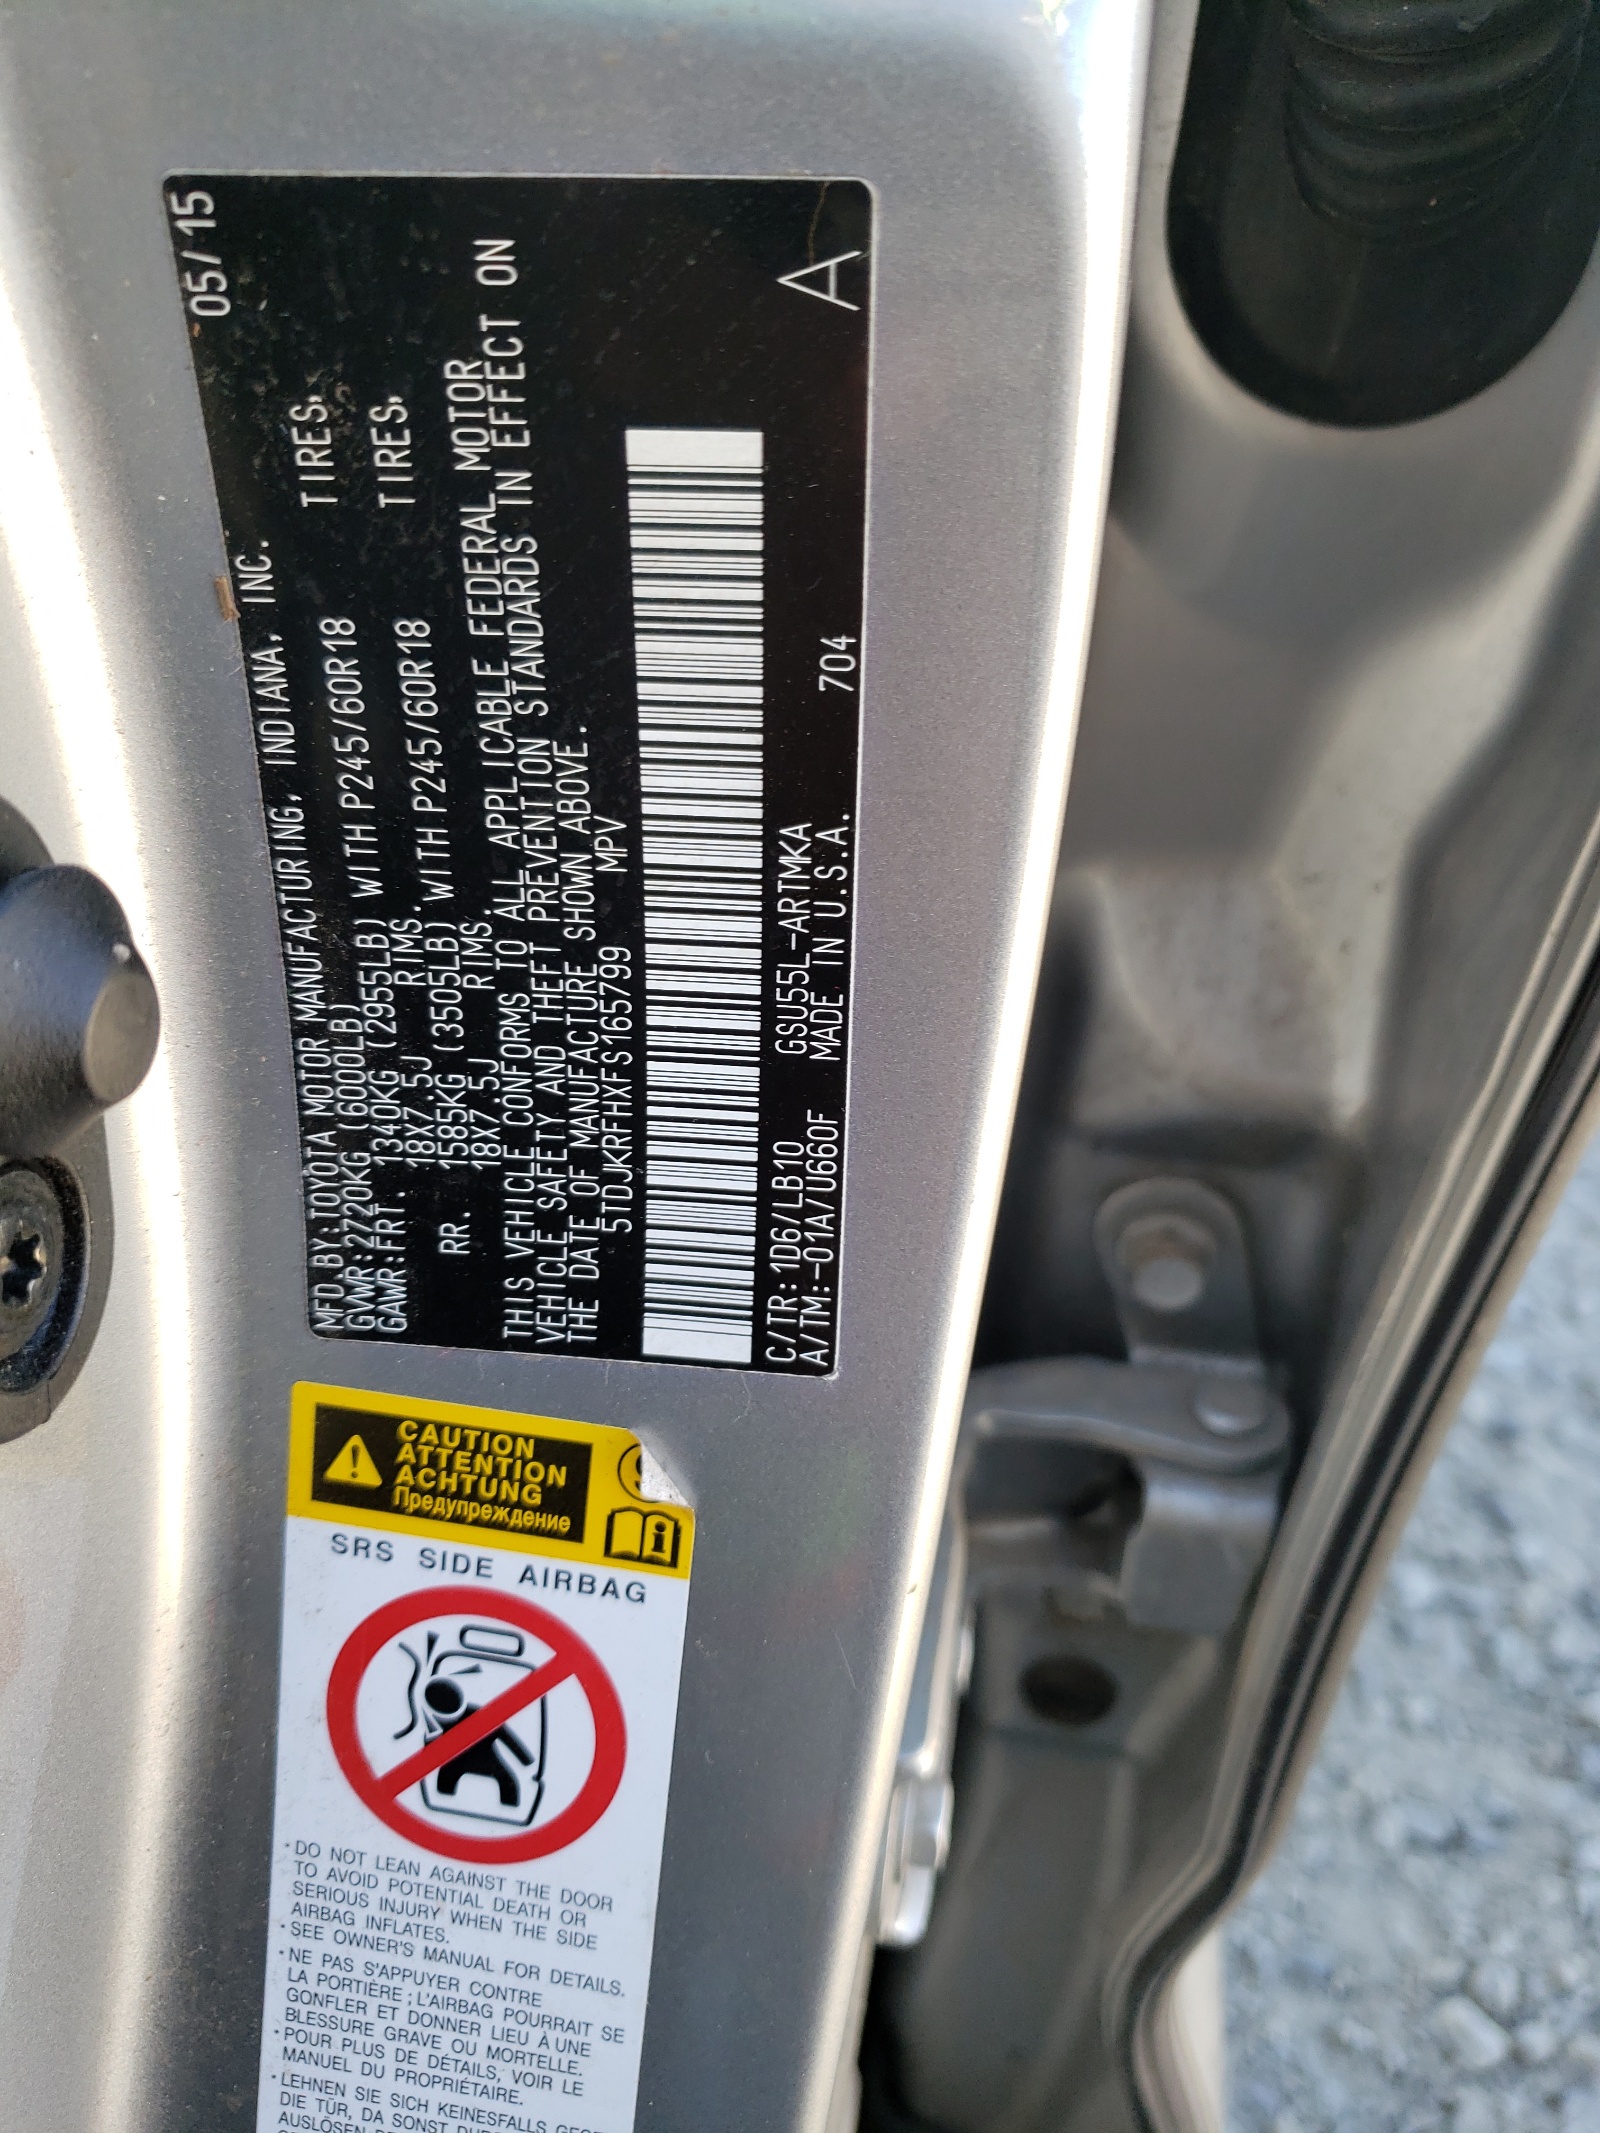 MFD.BY:TOYOTA MOTOR MANUFACTURING, INDIANA, INC. 05/15
GVWR:2720KG (6000LB)
GAWR:FRT. 1340KG (2955LB) WITH P245/60R18 TIRES,
18X7.5J RIMS.
RR. 1585KG (3505LB) WITH P245/60R18 TIRES,
18X7.5J RIMS.
THIS VEHICLE CONFORMS TO ALL APPLICABLE FEDERAL MOTOR
VEHICLE SAFETY AND THEFT PREVENTION STANDARDS IN EFFECT ON
THE DATE OF MANUFACTURE SHOWN ABOVE.
5TDJKRFHXFS165799 MPV
C/TR:1D6/LB10 GSU55L-ARTMKA
A/TM:-01A/U660F MADE IN U.S.A. 704
A
CAUTION
ATTENTION
ACHTUNG
Предупреждение
SRS SIDE AIRBAG
·DO NOT LEAN AGAINST THE DOOR
TO AVOID POTENTIAL DEATH OR
SERIOUS INJURY WHEN THE SIDE
AIRBAG INFLATES.
·SEE OWNER'S MANUAL FOR DETAILS.
·NE PAS S'APPUYER CONTRE
LA PORTIÈRE ; L'AIRBAG POURRAIT SE
GONFLER ET DONNER LIEU À UNE
BLESSURE GRAVE OU MORTELLE.
·POUR PLUS DE DÉTAILS, VOIR LE
MANUEL DU PROPRIÉTAIRE.
·LEHNEN SIE SICH KEINESFALLS
DIE TÜR, DA SONST
AUSLÖSEN